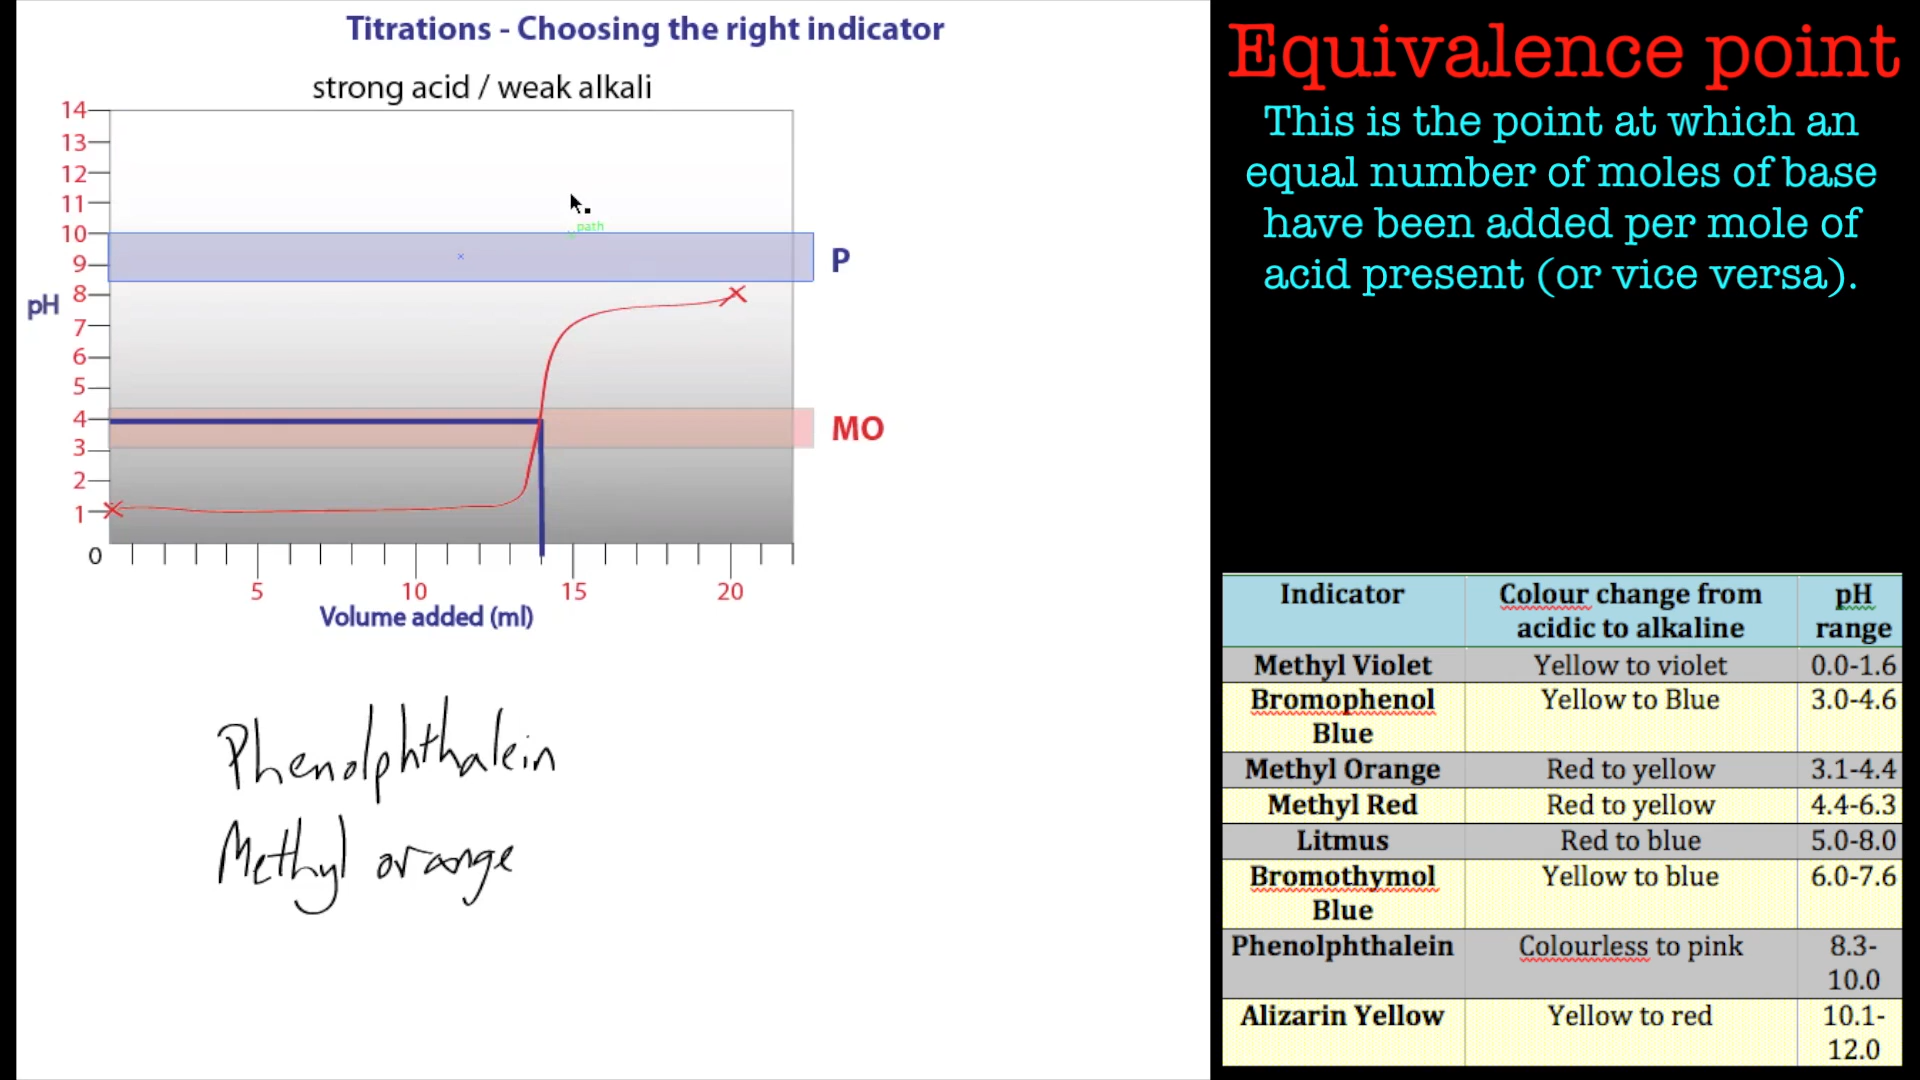 Titrations - Choosing the right indicator
strong acid / weak alkali
14
13
12
11
10
9
8
7
6
5
4
3
2
1
0
pH
path
P
MO
5 10 15 20
Volume added (ml)
Phenolphthalein
Methyl orange
Equivalence point
This is the point at which an
equal number of moles of base
have been added per mole of
acid present (or vice versa).
Indicator Colour change from pH
acidic to alkaline range
Methyl Violet Yellow to violet 0.0-1.6
Bromophenol Yellow to Blue 3.0-4.6
Blue
Methyl Orange Red to yellow 3.1-4.4
Methyl Red Red to yellow 4.4-6.3
Litmus Red to blue 5.0-8.0
Bromothymol Yellow to blue 6.0-7.6
Blue
Phenolphthalein Colourless to pink 8.3-
10.0
Alizarin Yellow Yellow to red 10.1-
12.0